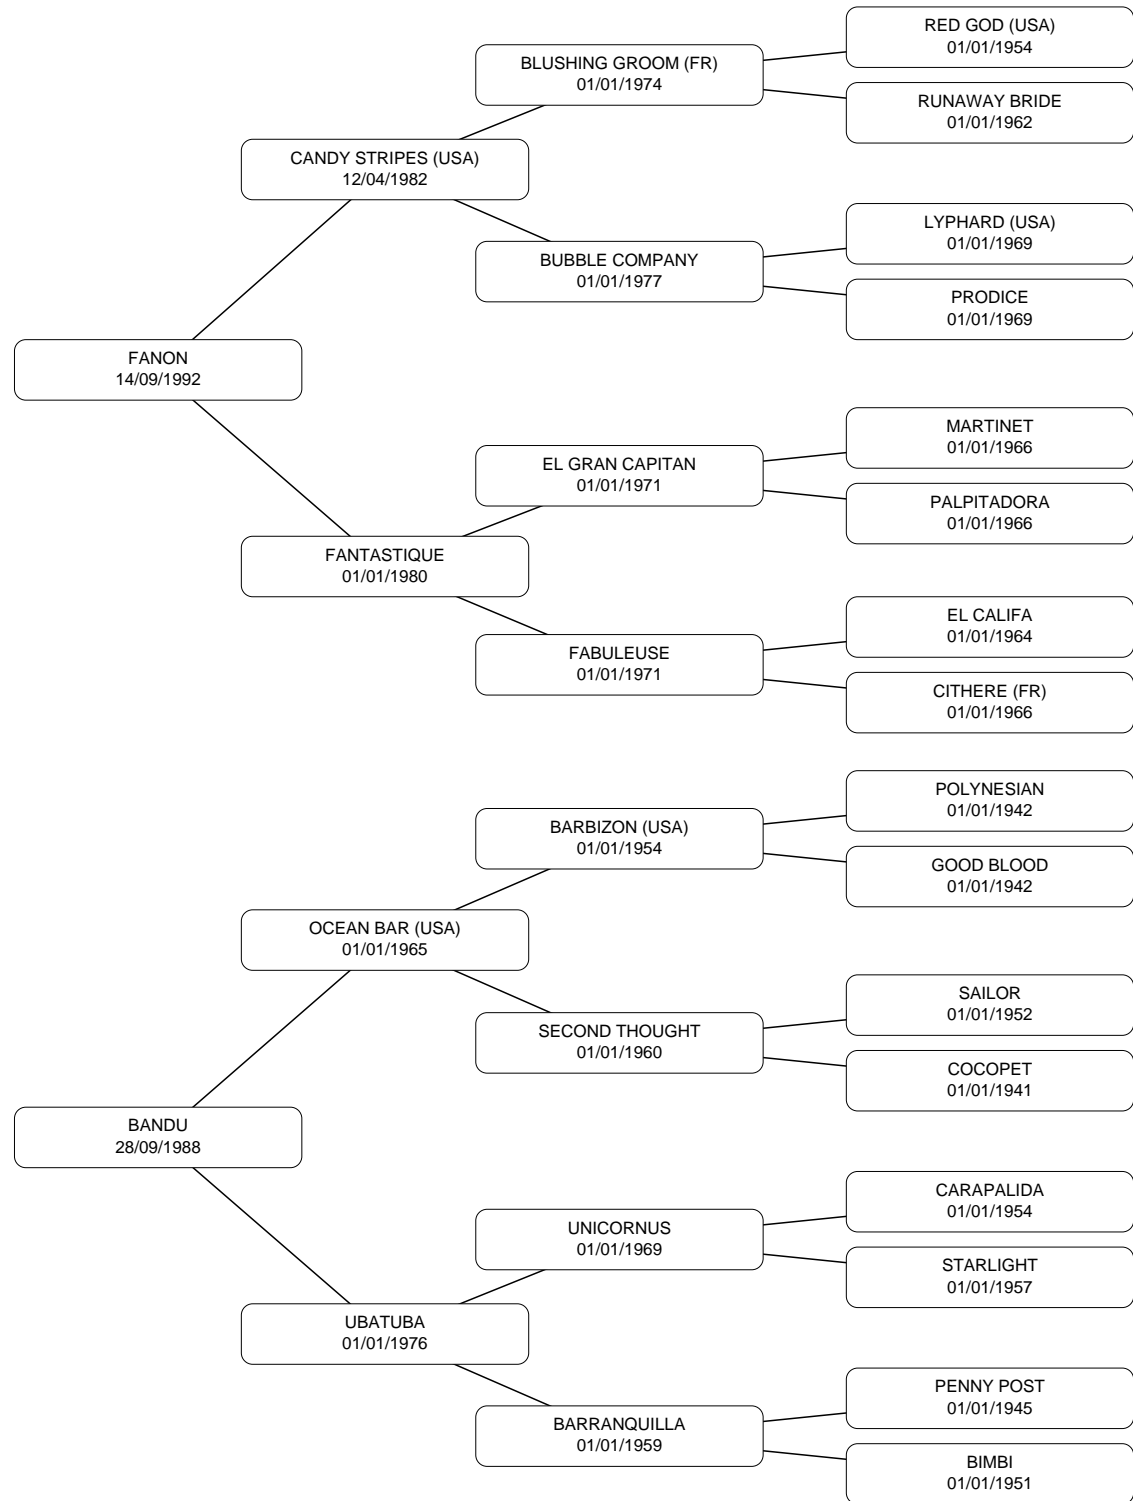 RED GOD (USA)
01/01/1954
BLUSHING GROOM (FR)
01/01/1974
RUNAWAY BRIDE
01/01/1962
CANDY STRIPES (USA)
12/04/1982
LYPHARD (USA)
01/01/1969
BUBBLE COMPANY
01/01/1977
PRODICE
01/01/1969
FANON
14/09/1992
MARTINET
01/01/1966
EL GRAN CAPITAN
01/01/1971
PALPITADORA
01/01/1966
FANTASTIQUE
01/01/1980
EL CALIFA
01/01/1964
FABULEUSE
01/01/1971
CITHERE (FR)
01/01/1966
POLYNESIAN
01/01/1942
BARBIZON (USA)
01/01/1954
GOOD BLOOD
01/01/1942
OCEAN BAR (USA)
01/01/1965
SAILOR
01/01/1952
SECOND THOUGHT
01/01/1960
COCOPET
01/01/1941
BANDU
28/09/1988
CARAPALIDA
01/01/1954
UNICORNUS
01/01/1969
STARLIGHT
01/01/1957
UBATUBA
01/01/1976
PENNY POST
01/01/1945
BARRANQUILLA
01/01/1959
BIMBI
01/01/1951